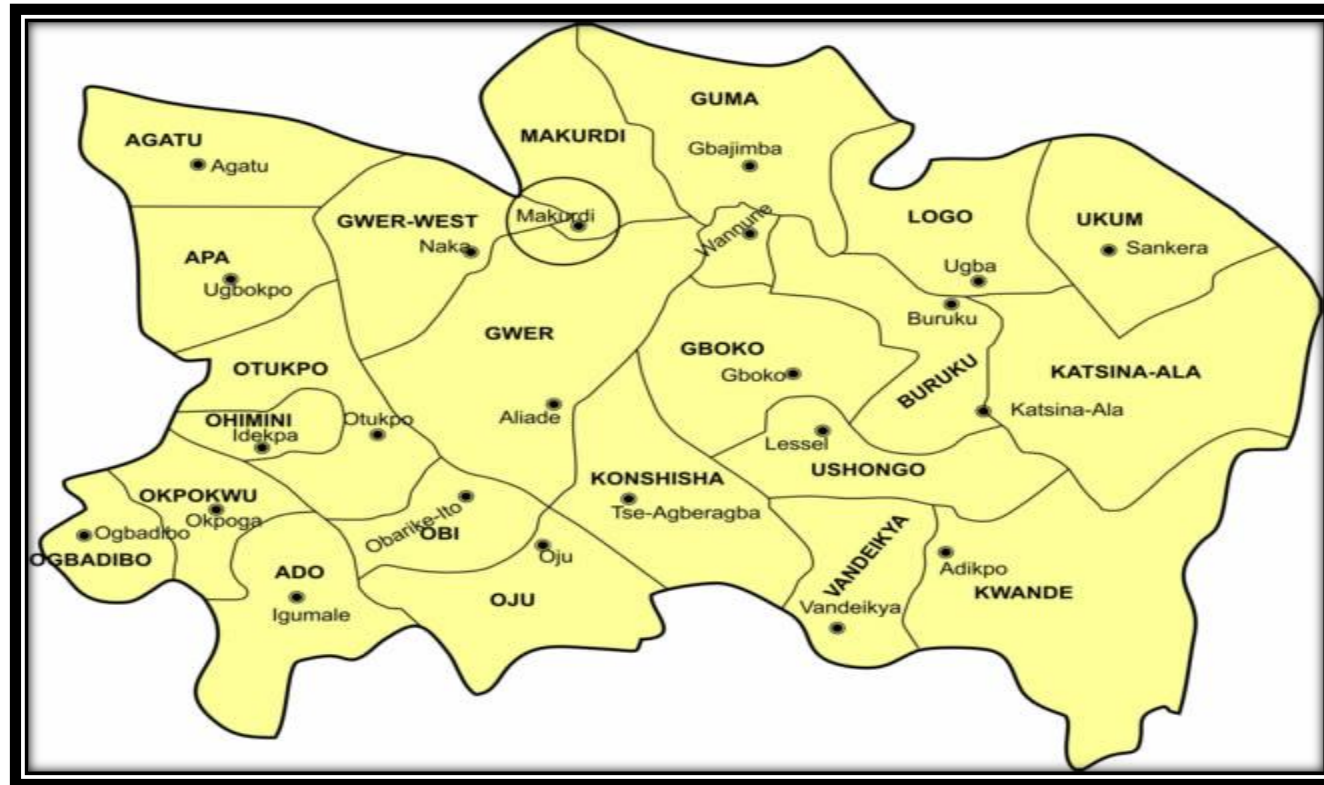 GUMA
MAKURDI
AGATU
Gbajimba
Agatu
Makurdi
LOGO
UKUM
GWER-WEST
Wannune
Naka
Sankera
APA
Ugba
Ugbokpo
Buruku
GWER
GBOKO
OTUKPO
Gboko
BURUKU
KATSINA-ALA
Katsina-Ala
OHIMINI
Otukpo
Aliade
Idekpa
Lessel
USHONGO
KONSHISHA
OKPOKWU
Tse-Agberagba
Okpoga
Obarike-Ito
Ogbadibo
OBI
VANDEIKYA
OGBADIBO
Oju
Adikpo
ADO
KWANDE
OJU
Igumale
Vandeikya